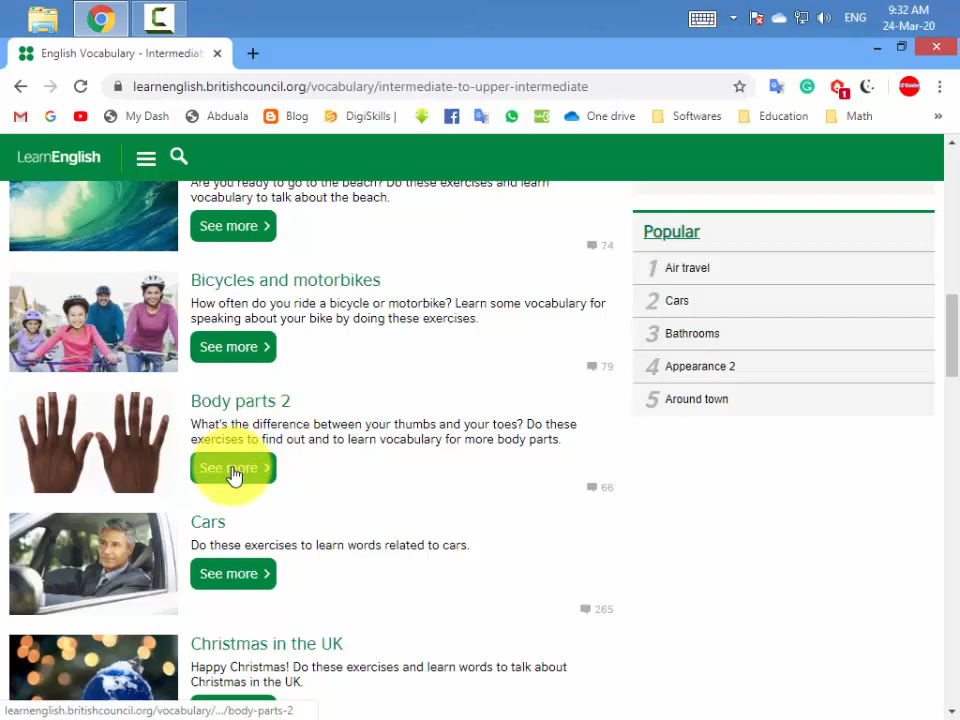 ENG
9:32 AM
24-Mar-20
English Vocabulary - Intermediat
learnenglish.britishcouncil.org/vocabulary/intermediate-to-upper-intermediate
1
My Dash
Abduala
Blog
DigiSkills |
One drive
Softwares
Education
Math
»
LearnEnglish
Are you ready to go to the beach? Do these exercises and learn
vocabulary to talk about the beach.
See more >
74
Bicycles and motorbikes
How often do you ride a bicycle or motorbike? Learn some vocabulary for
speaking about your bike by doing these exercises.
See more >
79
Body parts 2
What's the difference between your thumbs and your toes? Do these
exercises to find out and to learn vocabulary for more body parts.
See more >
66
Cars
Do these exercises to learn words related to cars.
See more >
265
Christmas in the UK
Happy Christmas! Do these exercises and learn words to talk about
Christmas in the UK.
Popular
1 Air travel
2 Cars
3 Bathrooms
4 Appearance 2
5 Around town
learnenglish.britishcouncil.org/vocabulary/.../body-parts-2